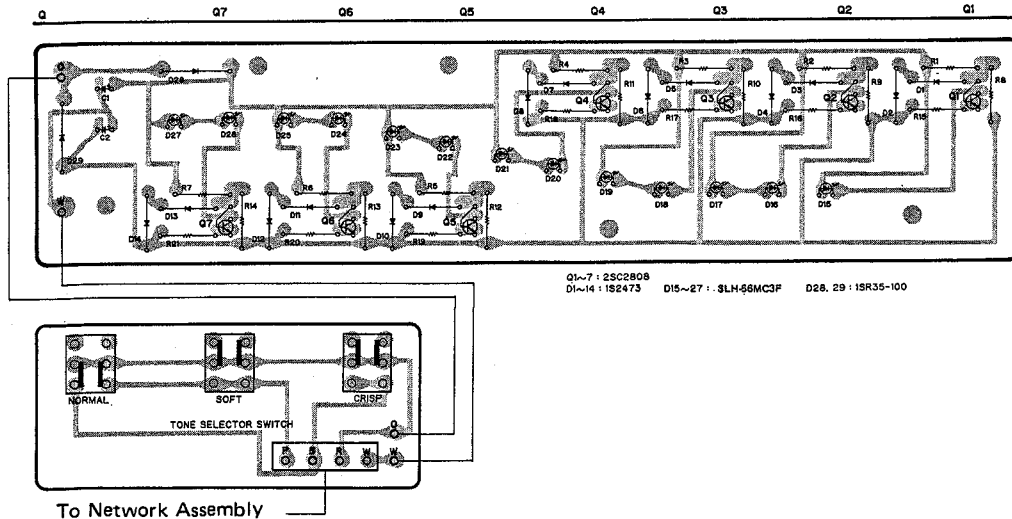 Q Q7 Q6 Q5 Q4 Q3 Q2 Q1
O D28 R4 R3 R2 R1
C1 D7 R11 D5 R10 D3 R9 D1 R8
D8 Q4 D6 Q3 D4 Q2 D2 Q1
R18 R17 R16 R15
C2 D27 D26 D25 D24 D23 D22
D29 D21 D20
R7 R6 R5 D19 D18 D17 D16 D15
W D13 R14 D11 R13 D9 R12
D14 Q7 D12 Q6 D10 Q5
R21 R20 R19
Q1~7 : 2SC2808
D1~14 : 1S2473 D15~27 : SLH-56MC3F D28, 29 : 1SR35-100
NORMAL SOFT CRISP
TONE SELECTOR SWITCH O
P S R W W
To Network Assembly